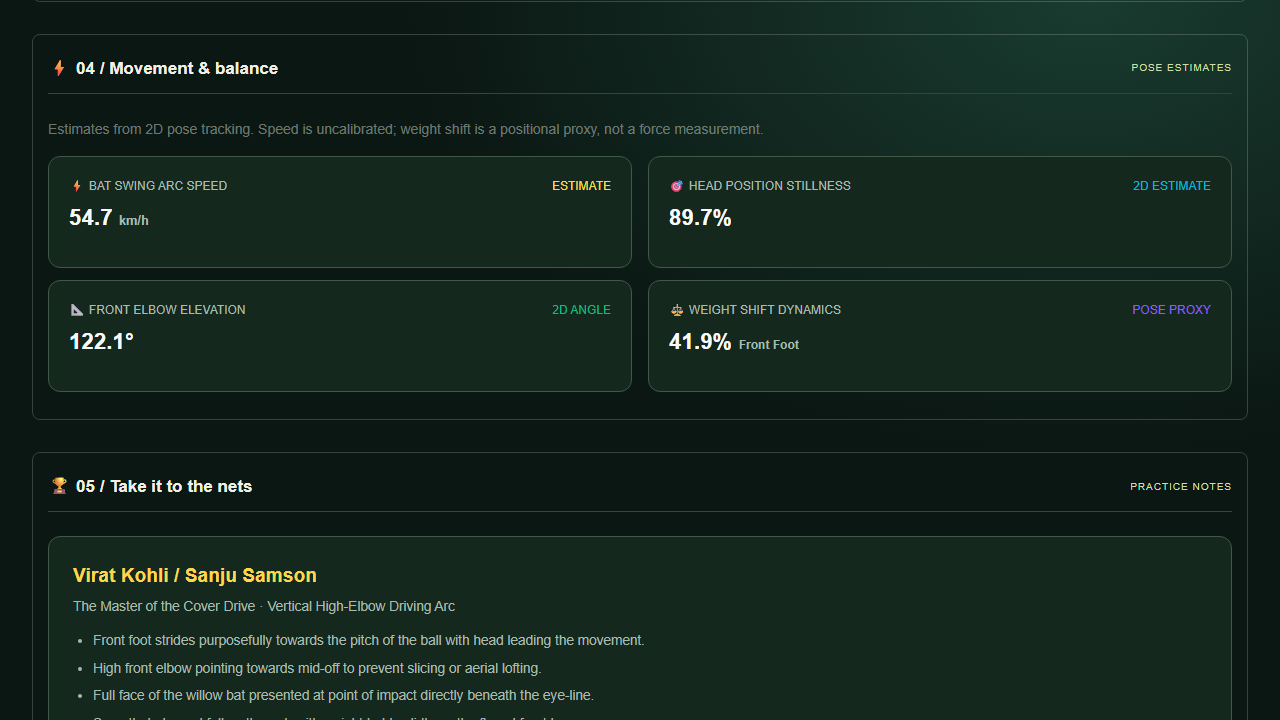 04 / Movement & balance
POSE ESTIMATES
Estimates from 2D pose tracking. Speed is uncalibrated; weight shift is a positional proxy, not a force measurement.
BAT SWING ARC SPEED
ESTIMATE
54.7 km/h
HEAD POSITION STILLNESS
2D ESTIMATE
89.7%
FRONT ELBOW ELEVATION
2D ANGLE
122.1°
WEIGHT SHIFT DYNAMICS
POSE PROXY
41.9% Front Foot
05 / Take it to the nets
PRACTICE NOTES
Virat Kohli / Sanju Samson
The Master of the Cover Drive · Vertical High-Elbow Driving Arc
• Front foot strides purposefully towards the pitch of the ball with head leading the movement.
• High front elbow pointing towards mid-off to prevent slicing or aerial lofting.
• Full face of the willow bat presented at point of impact directly beneath the eye-line.